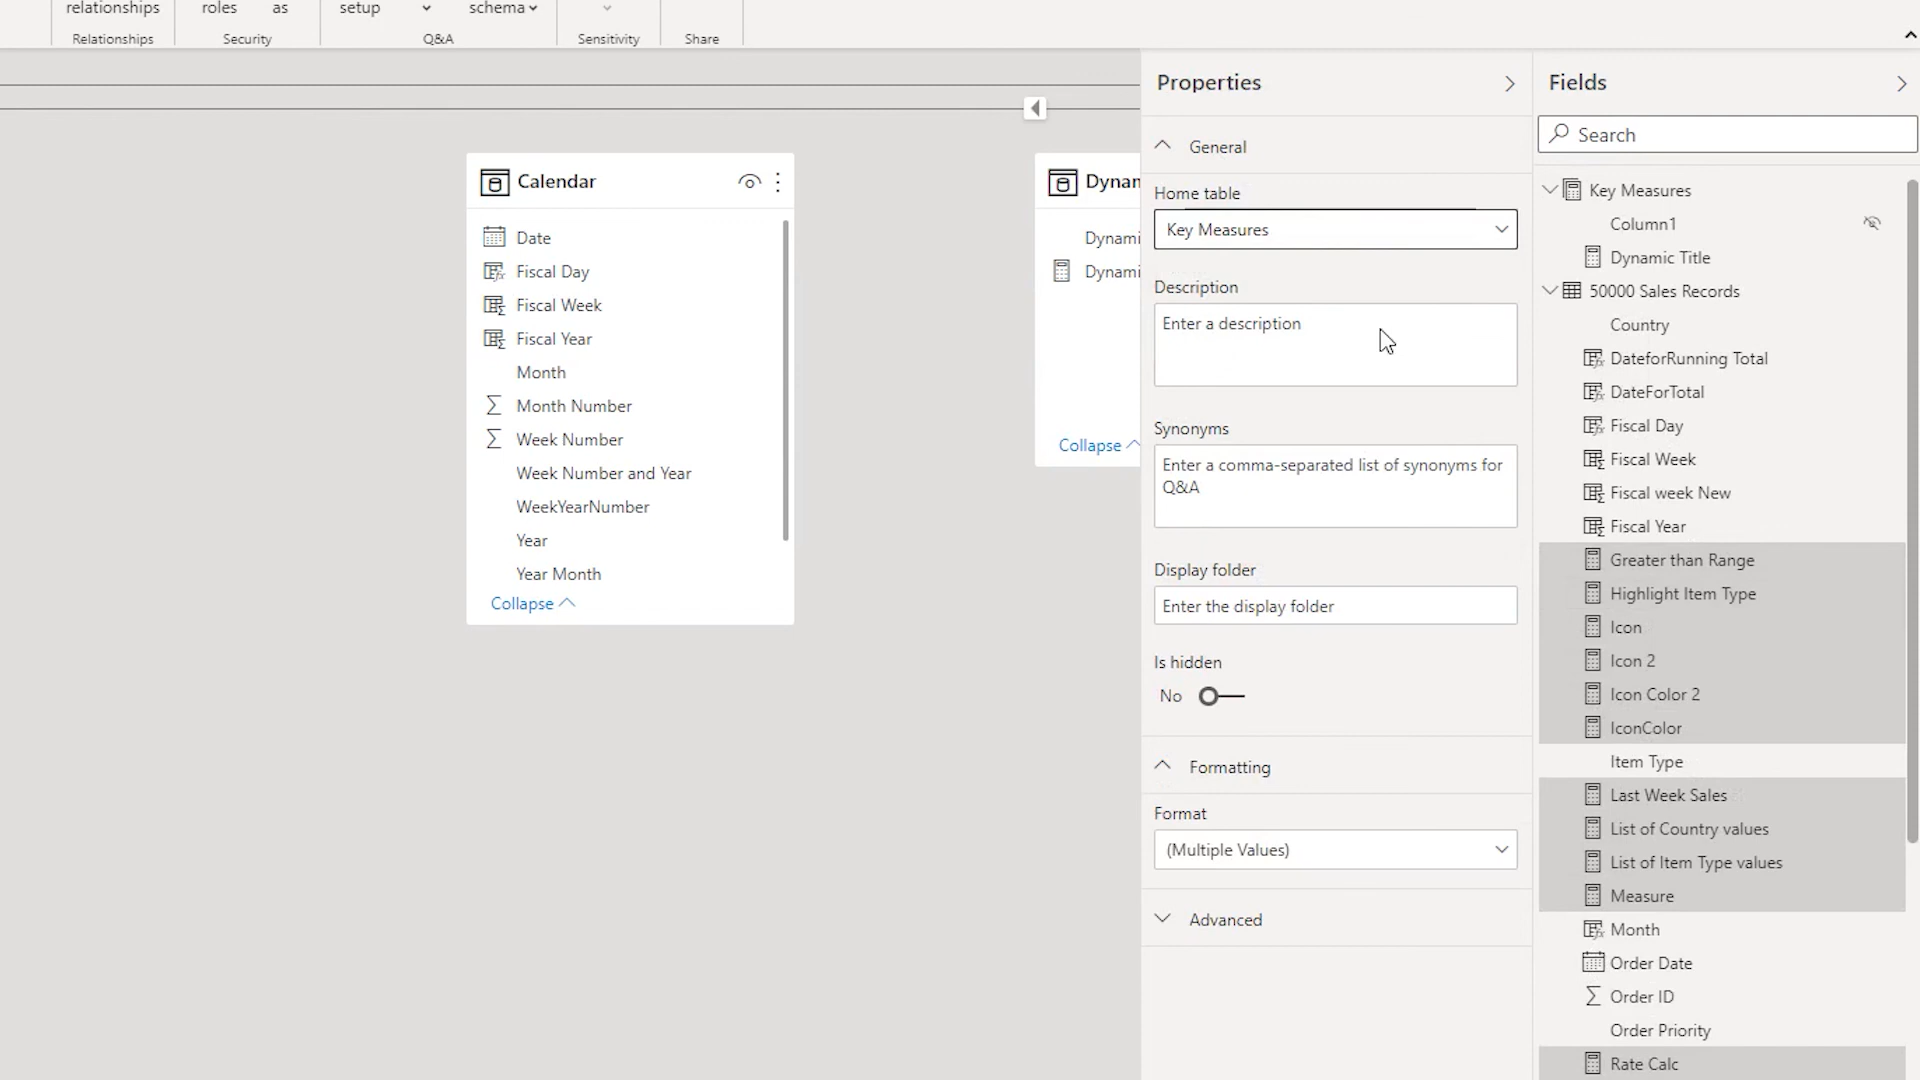 relationships
roles as
setup
schema
Relationships
Security
Q&A
Sensitivity
Share
Calendar
Date
Fiscal Day
Fiscal Week
Fiscal Year
Month
Month Number
Week Number
Week Number and Year
WeekYearNumber
Year
Year Month
Collapse
Dynan
Dynami
Dynami
Collapse
Properties
General
Home table
Key Measures
Description
Enter a description
Synonyms
Enter a comma-separated list of synonyms for
Q&A
Display folder
Enter the display folder
Is hidden
No
Formatting
Format
(Multiple Values)
Advanced
Fields
Search
Key Measures
Column1
Dynamic Title
50000 Sales Records
Country
DateforRunning Total
DateForTotal
Fiscal Day
Fiscal Week
Fiscal week New
Fiscal Year
Greater than Range
Highlight Item Type
Icon
Icon 2
Icon Color 2
IconColor
Item Type
Last Week Sales
List of Country values
List of Item Type values
Measure
Month
Order Date
Order ID
Order Priority
Rate Calc